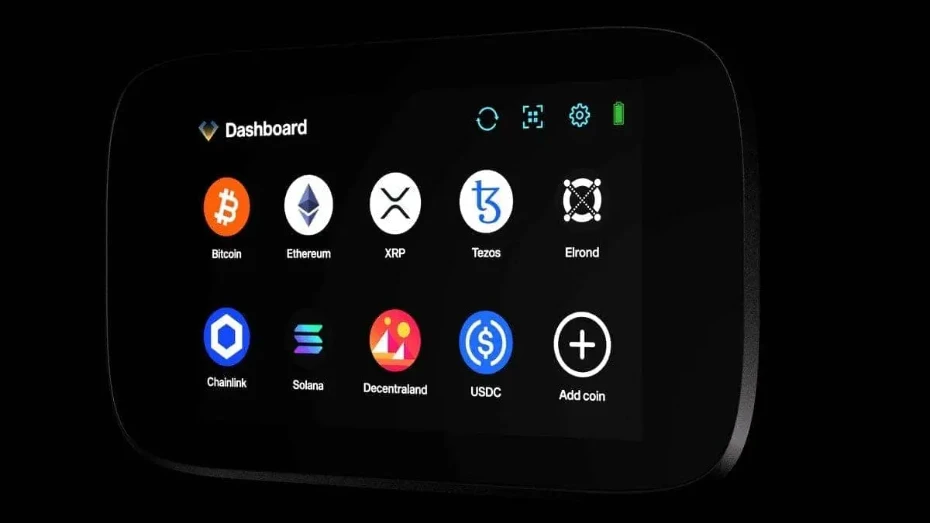 Dashboard
Bitcoin
Ethereum
XRP
Tezos
Elrond
Chainlink
Solana
Decentraland
USDC
Add coin